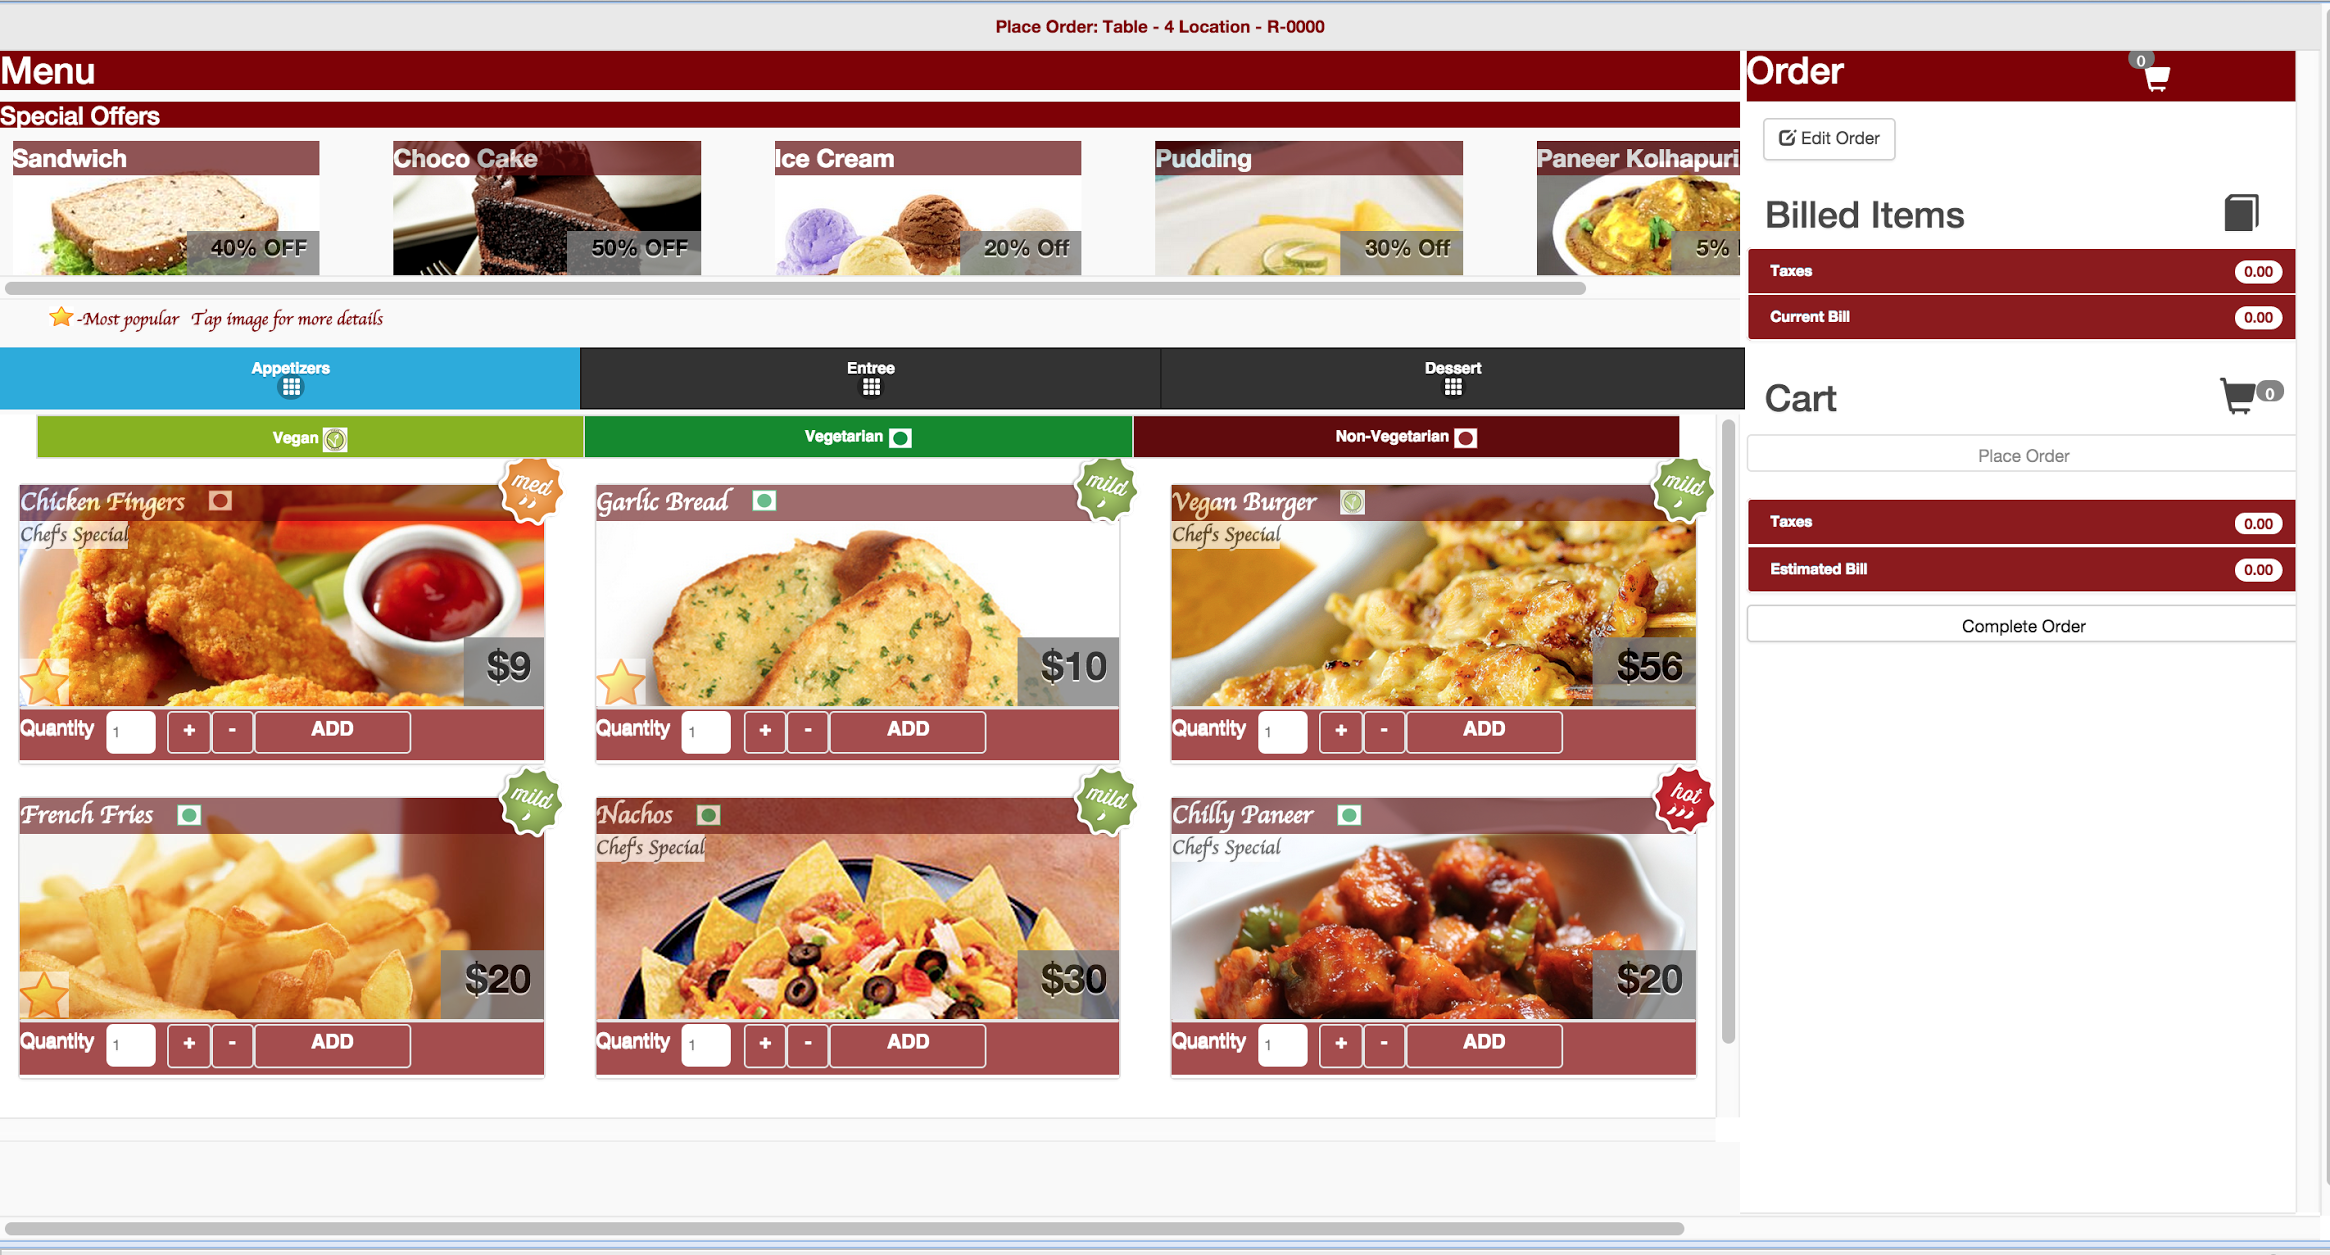 Place Order: Table - 4 Location - R-0000
Menu
Special Offers
Sandwich
40% OFF
Choco Cake
50% OFF
Ice Cream
20% Off
Pudding
30% Off
Paneer Kolhapuri
5%
-Most popular Tap image for more details
Appetizers
Entree
Dessert
Vegan
Vegetarian
Non-Vegetarian
Chicken Fingers
med
Chef's Special
$9
Quantity 1 + - ADD
Garlic Bread
mild
$10
Quantity 1 + - ADD
Vegan Burger
mild
Chef's Special
$56
Quantity 1 + - ADD
French Fries
mild
$20
Quantity 1 + - ADD
Nachos
mild
Chef's Special
$30
Quantity 1 + - ADD
Chilly Paneer
hot
Chef's Special
$20
Quantity 1 + - ADD
Order
0
Edit Order
Billed Items
Taxes 0.00
Current Bill 0.00
Cart 0
Place Order
Taxes 0.00
Estimated Bill 0.00
Complete Order